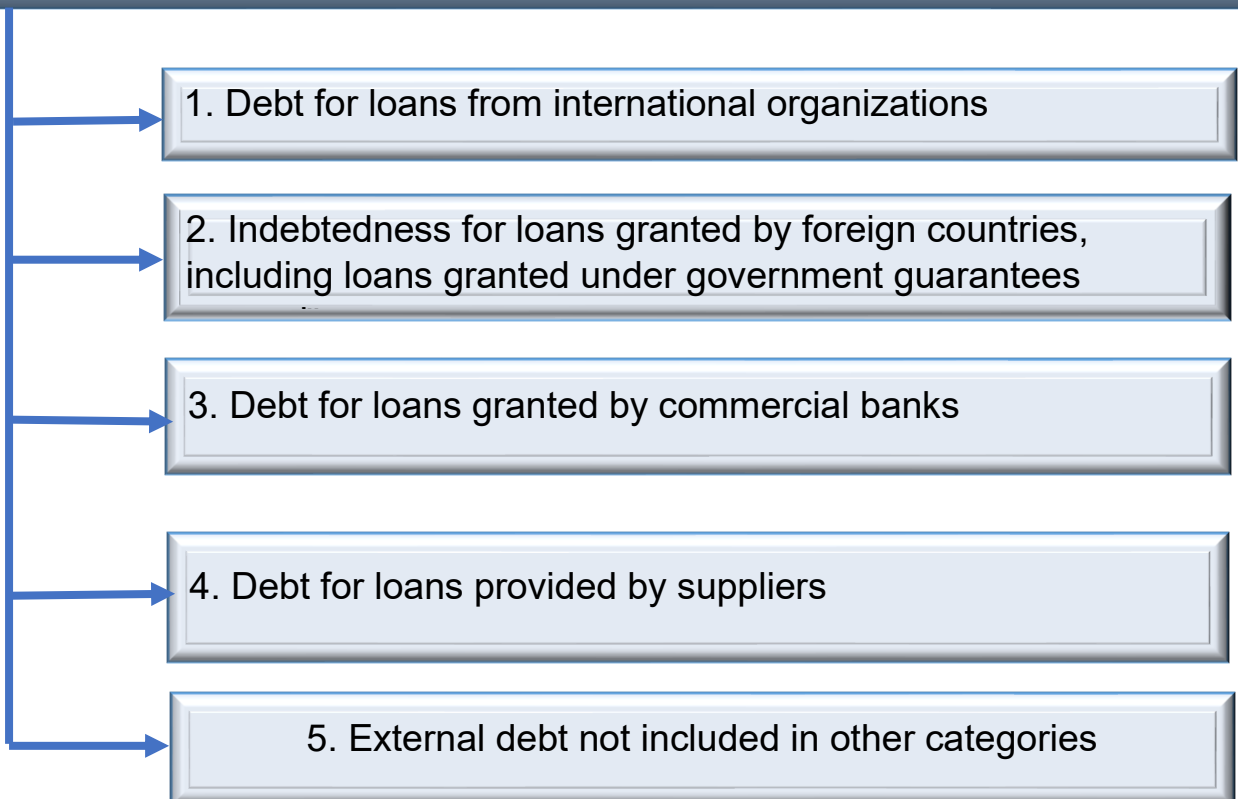 1. Debt for loans from international organizations
2. Indebtedness for loans granted by foreign countries,
including loans granted under government guarantees
3. Debt for loans granted by commercial banks
4. Debt for loans provided by suppliers
5. External debt not included in other categories